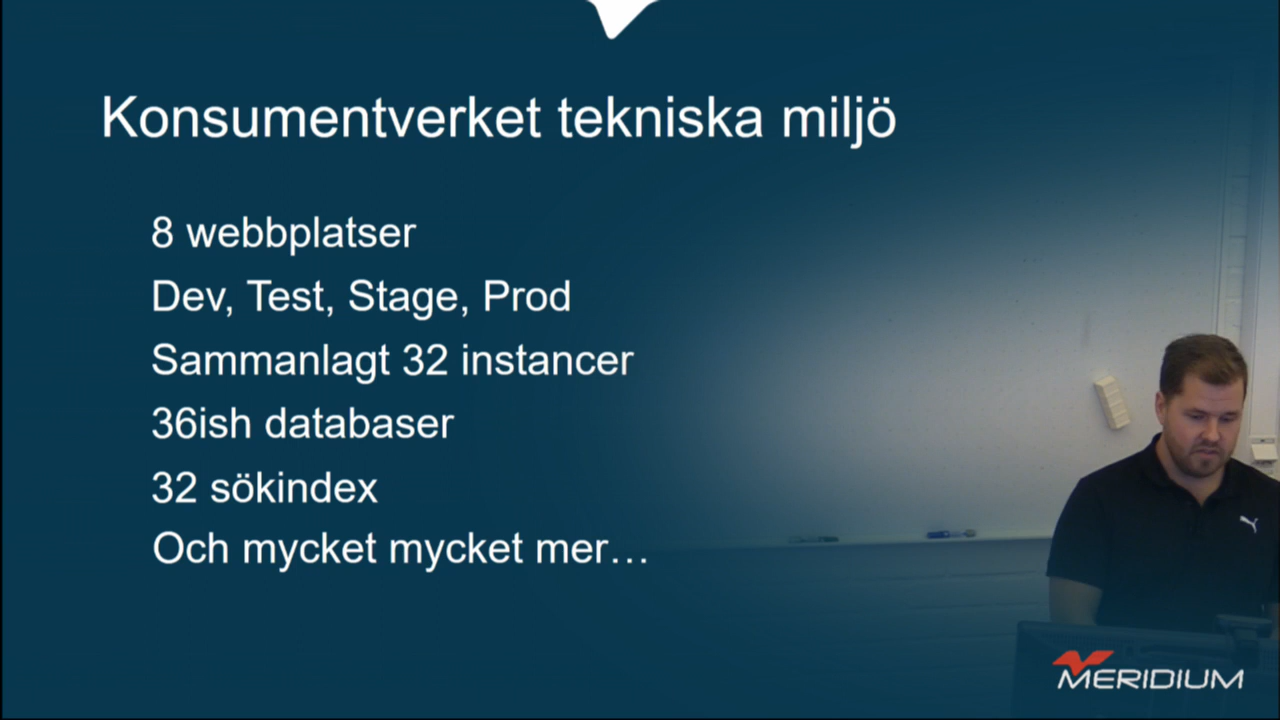 Konsumentverket tekniska miljö
8 webbplatser
Dev, Test, Stage, Prod
Sammanlagt 32 instancer
36ish databaser
32 sökindex
Och mycket mycket mer…
MERIDIUM